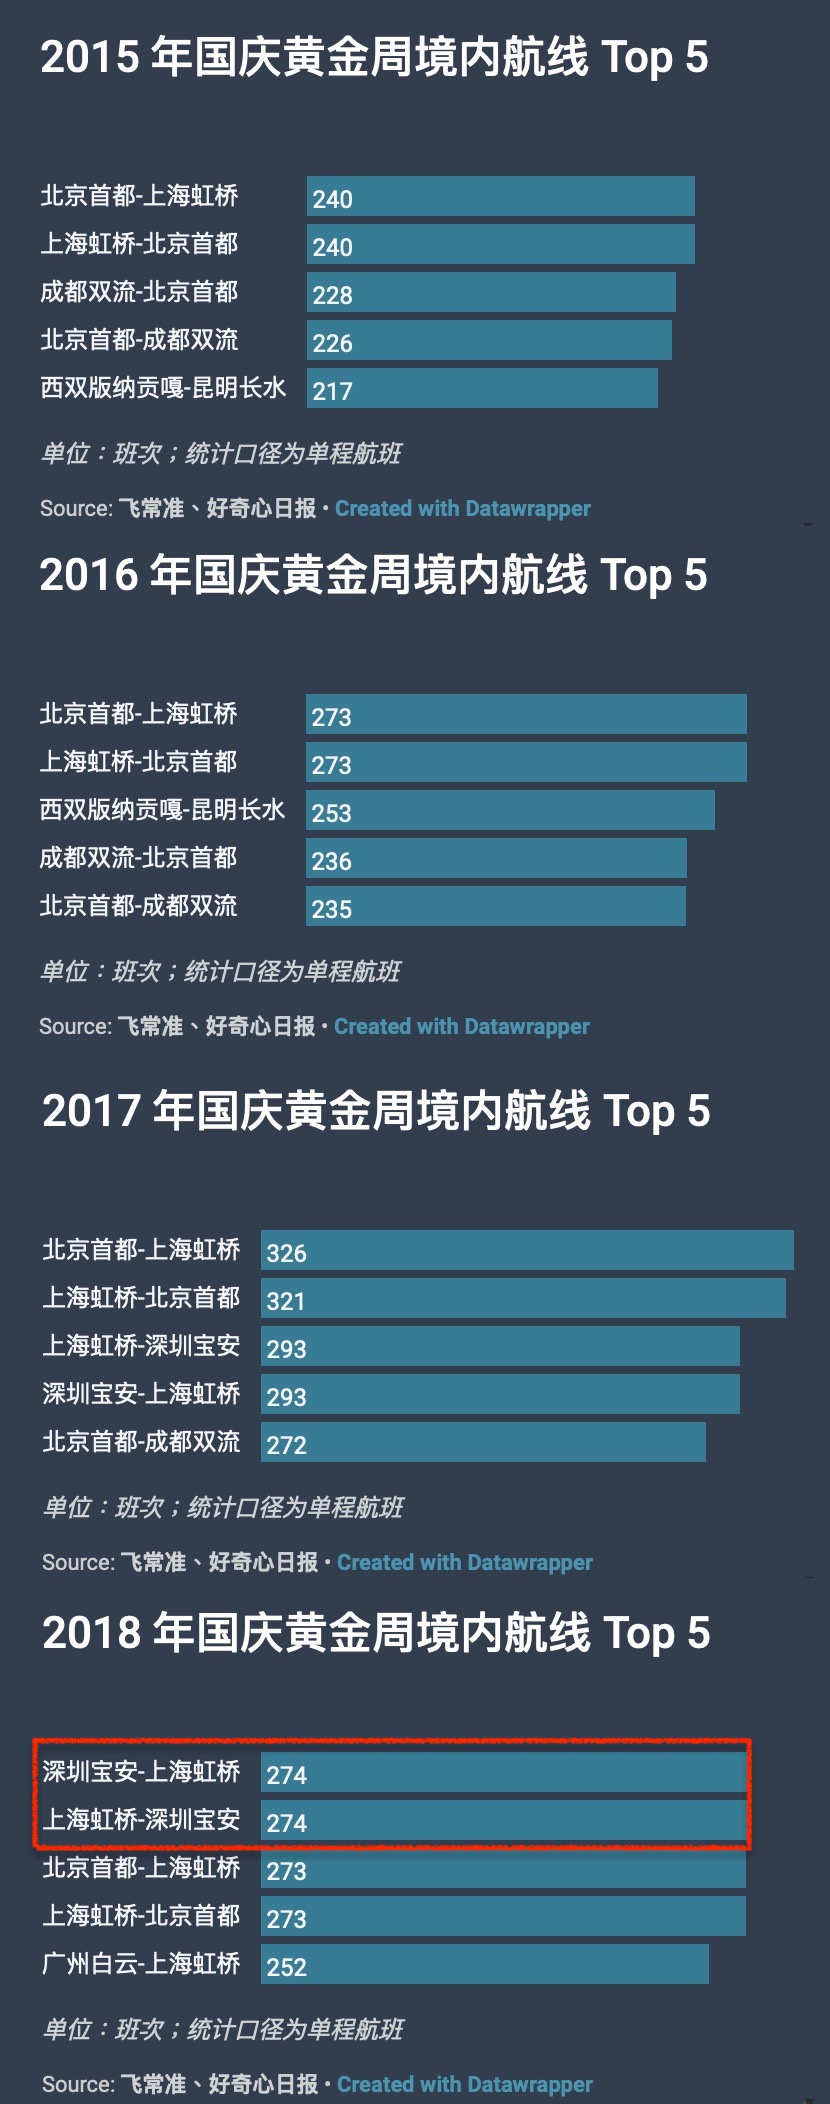 2015 年国庆黄金周境内航线 Top 5
北京首都-上海虹桥 240
上海虹桥-北京首都 240
成都双流-北京首都 228
北京首都-成都双流 226
西双版纳贡嘎-昆明长水 217
单位：班次；统计口径为单程航班
Source: 飞常准、好奇心日报 • Created with Datawrapper
2016 年国庆黄金周境内航线 Top 5
北京首都-上海虹桥 273
上海虹桥-北京首都 273
西双版纳贡嘎-昆明长水 253
成都双流-北京首都 236
北京首都-成都双流 235
单位：班次；统计口径为单程航班
Source: 飞常准、好奇心日报 • Created with Datawrapper
2017 年国庆黄金周境内航线 Top 5
北京首都-上海虹桥 326
上海虹桥-北京首都 321
上海虹桥-深圳宝安 293
深圳宝安-上海虹桥 293
北京首都-成都双流 272
单位：班次；统计口径为单程航班
Source: 飞常准、好奇心日报 • Created with Datawrapper
2018 年国庆黄金周境内航线 Top 5
深圳宝安-上海虹桥 274
上海虹桥-深圳宝安 274
北京首都-上海虹桥 273
上海虹桥-北京首都 273
广州白云-上海虹桥 252
单位：班次；统计口径为单程航班
Source: 飞常准、好奇心日报 • Created with Datawrapper